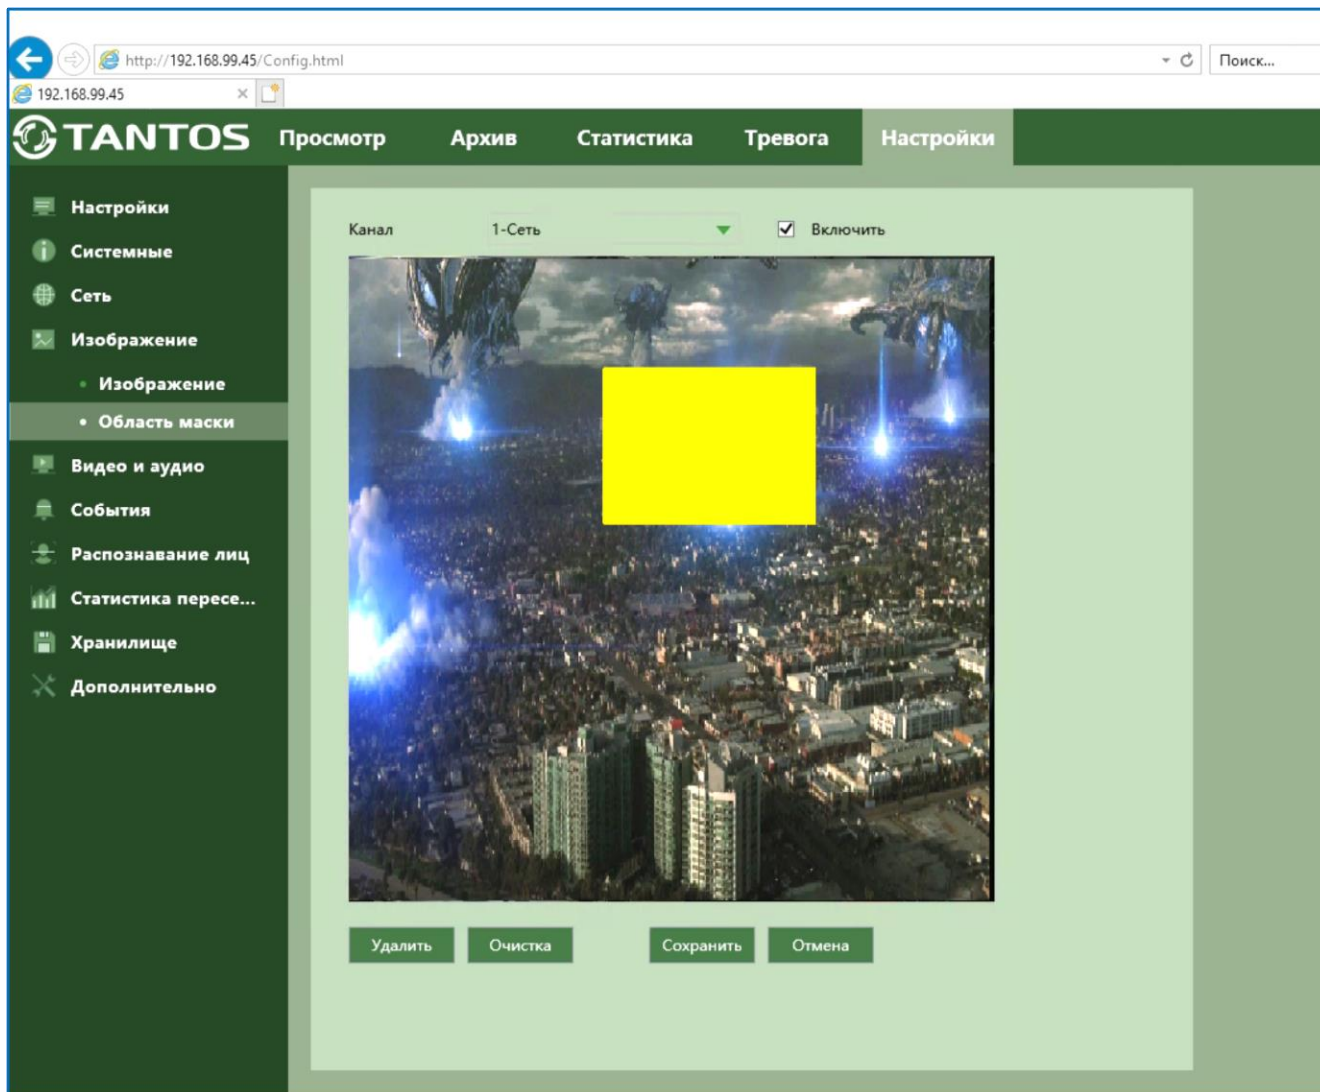 http://192.168.99.45/Config.html
Поиск...
192.168.99.45
TANTOS Просмотр Архив Статистика Тревога Настройки
Настройки
Системные
Сеть
Изображение
Изображение
Область маски
Видео и аудио
События
Распознавание лиц
Статистика пересе...
Хранилище
Дополнительно
Канал 1-Сеть Включить
Удалить Очистка Сохранить Отмена